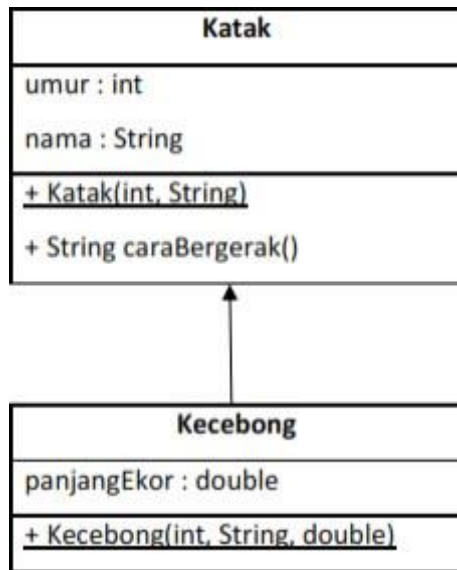 Katak
umur : int
nama : String
+ Katak(int, String)
+ String caraBergerak()
Kecebong
panjangEkor : double
+ Kecebong(int, String, double)